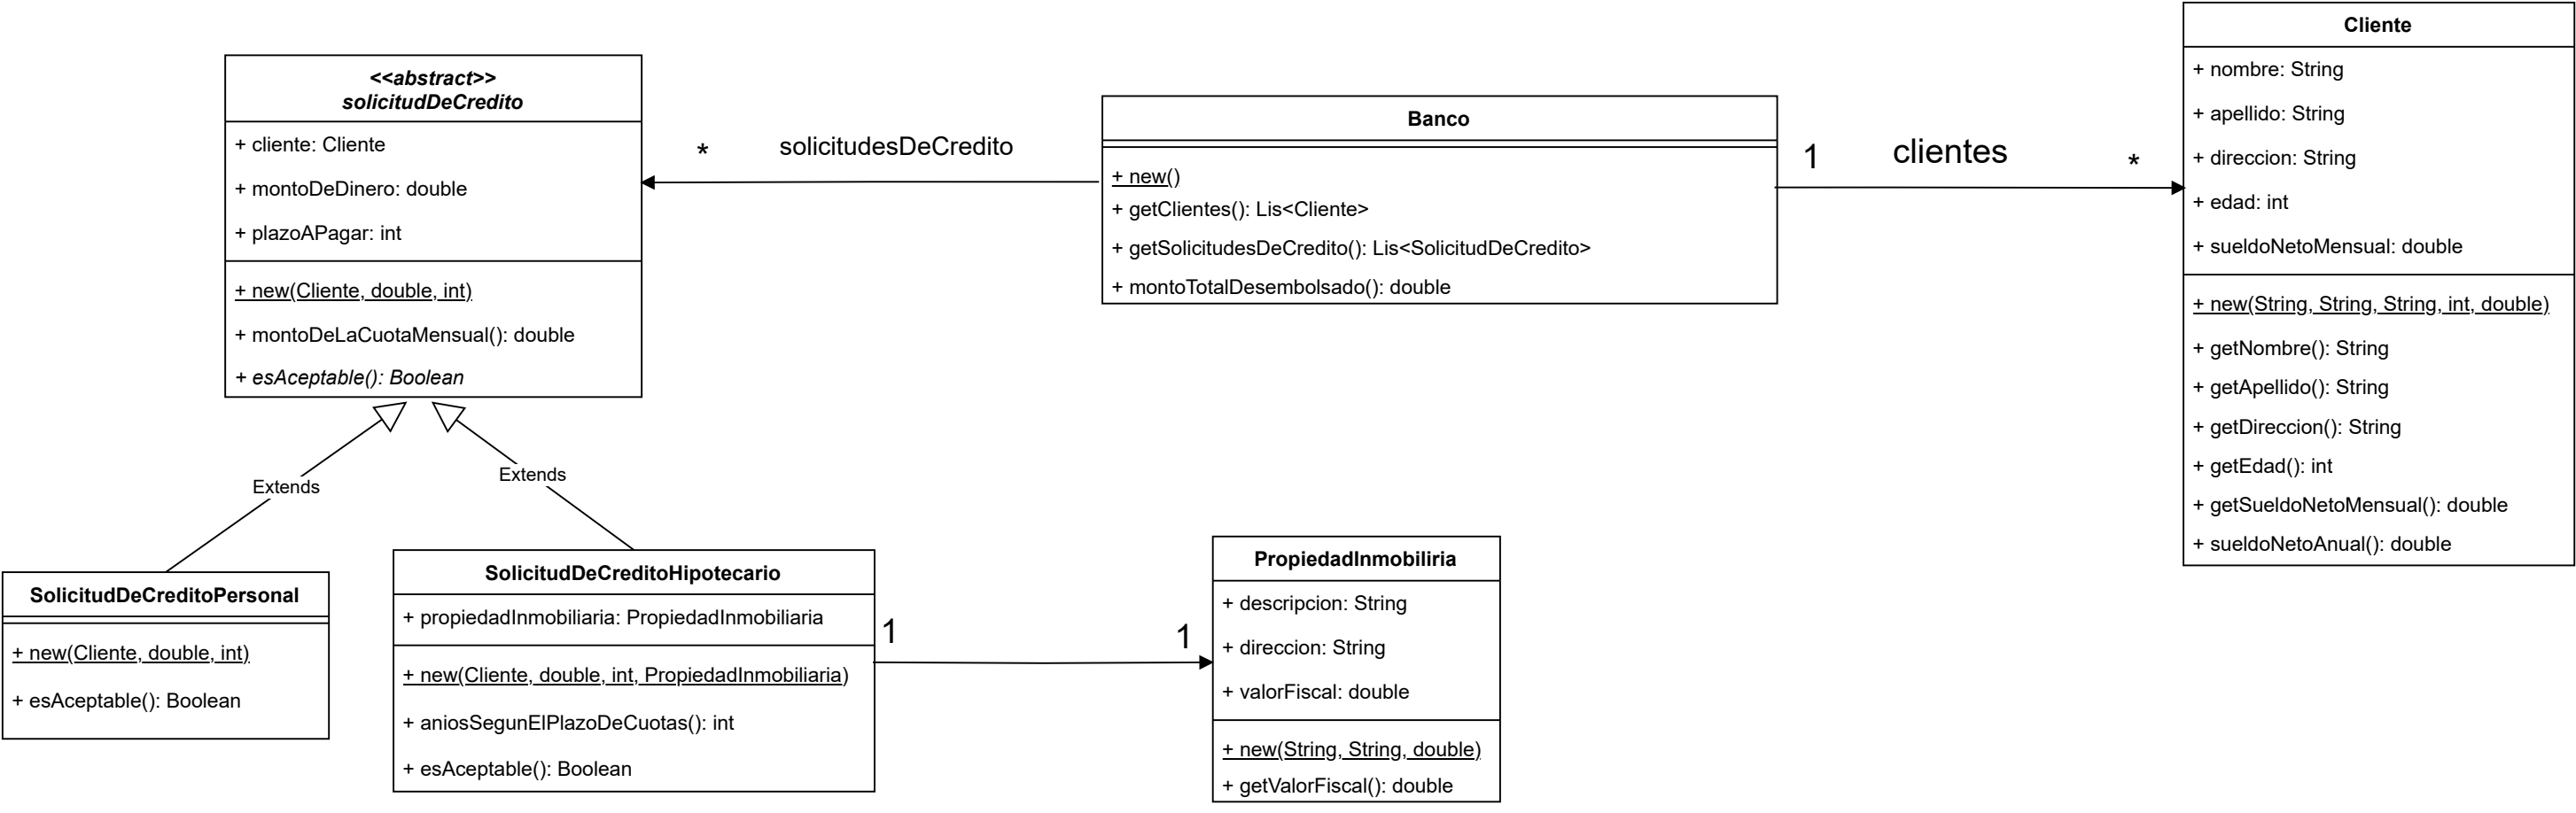 <<abstract>>
solicitudDeCredito
+ cliente: Cliente
+ montoDeDinero: double
+ plazoAPagar: int
+ new(Cliente, double, int)
+ montoDeLaCuotaMensual(): double
+ esAceptable(): Boolean
* solicitudesDeCredito
Banco
+ new()
+ getClientes(): Lis<Cliente>
+ getSolicitudesDeCredito(): Lis<SolicitudDeCredito>
+ montoTotalDesembolsado(): double
1 clientes *
Cliente
+ nombre: String
+ apellido: String
+ direccion: String
+ edad: int
+ sueldoNetoMensual: double
+ new(String, String, String, int, double)
+ getNombre(): String
+ getApellido(): String
+ getDireccion(): String
+ getEdad(): int
+ getSueldoNetoMensual(): double
+ sueldoNetoAnual(): double
Extends
Extends
SolicitudDeCreditoPersonal
+ new(Cliente, double, int)
+ esAceptable(): Boolean
SolicitudDeCreditoHipotecario
+ propiedadInmobiliaria: PropiedadInmobiliaria
+ new(Cliente, double, int, PropiedadInmobiliaria)
+ aniosSegunElPlazoDeCuotas(): int
+ esAceptable(): Boolean
1 1
PropiedadInmobiliria
+ descripcion: String
+ direccion: String
+ valorFiscal: double
+ new(String, String, double)
+ getValorFiscal(): double